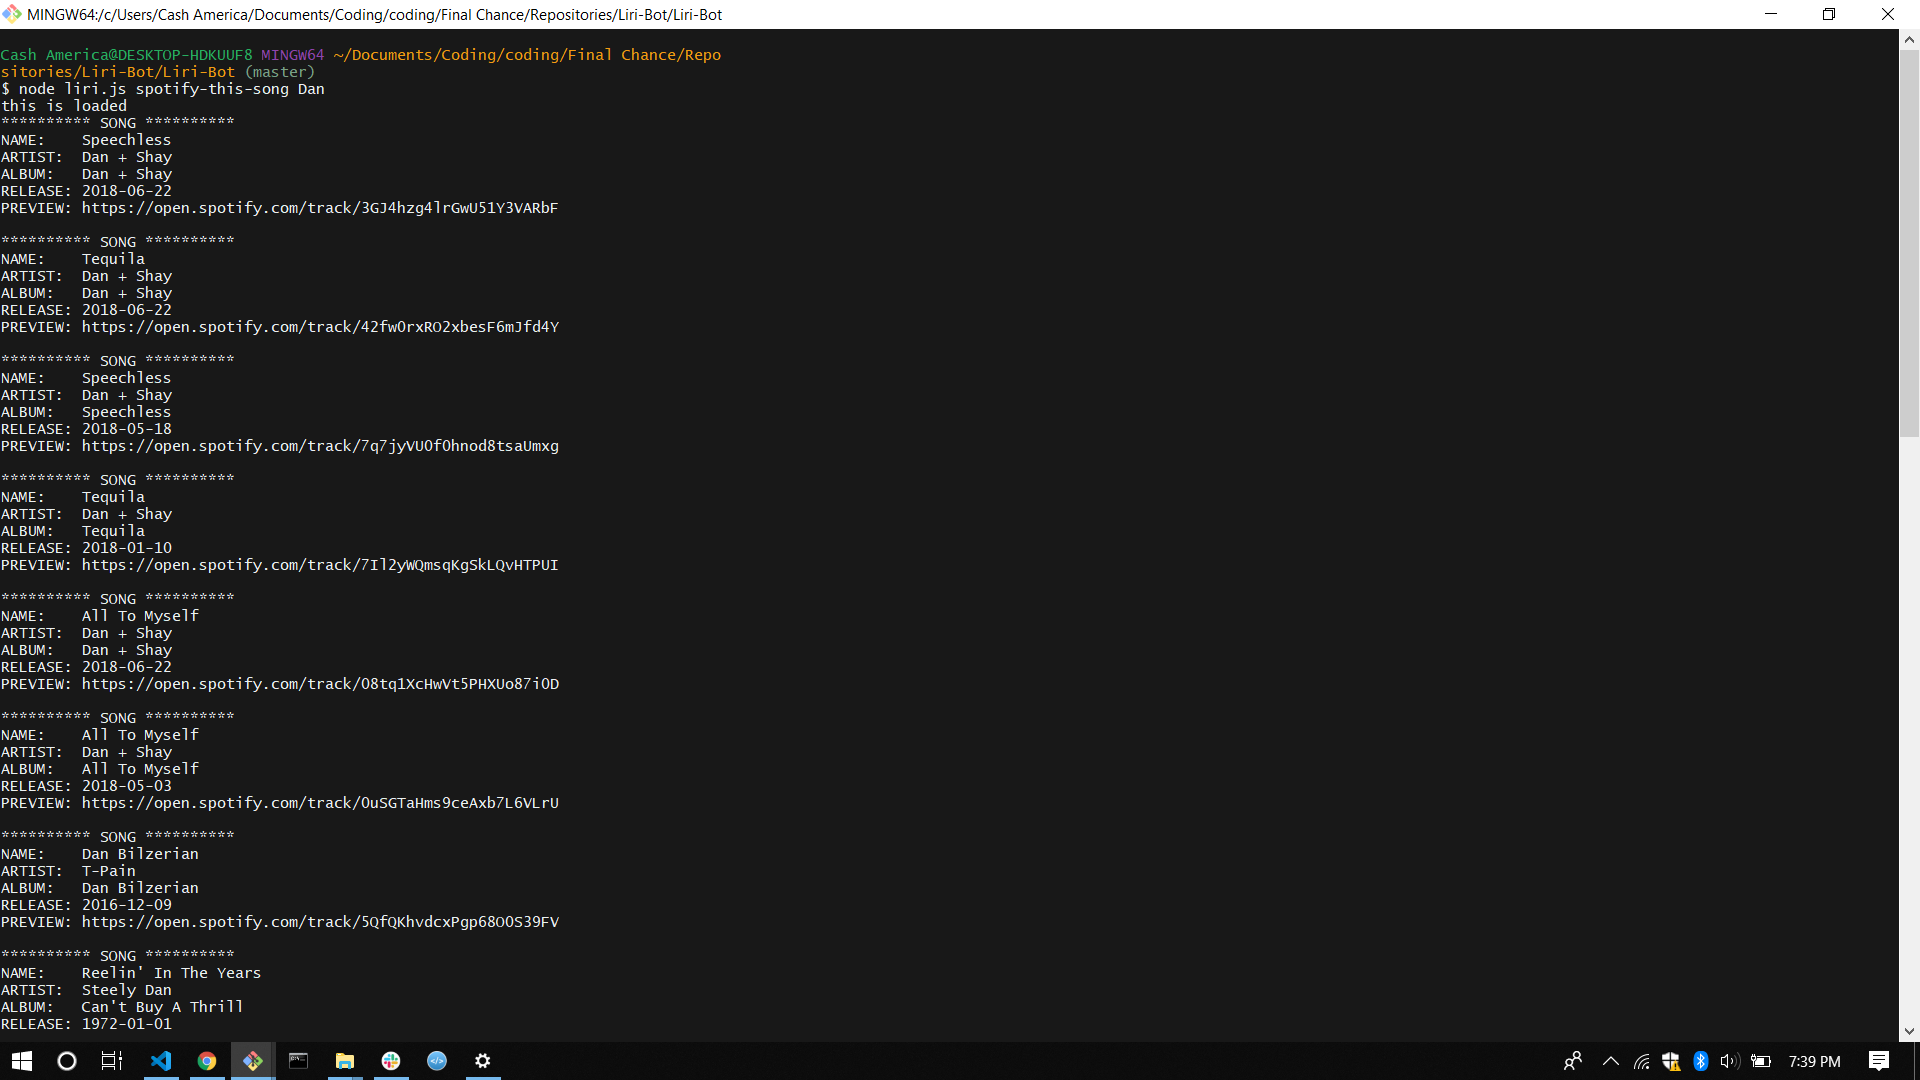 MINGW64:/c/Users/Cash America/Documents/Coding/coding/Final Chance/Repositories/Liri-Bot/Liri-Bot
Cash America@DESKTOP-HDKUUF8 MINGW64 ~/Documents/Coding/coding/Final Chance/Repo
sitories/Liri-Bot/Liri-Bot (master)
$ node liri.js spotify-this-song Dan
this is loaded
********** SONG **********
NAME:    Speechless
ARTIST:  Dan + Shay
ALBUM:   Dan + Shay
RELEASE: 2018-06-22
PREVIEW: https://open.spotify.com/track/3GJ4hzg4lrGwU51Y3VARbF
********** SONG **********
NAME:    Tequila
ARTIST:  Dan + Shay
ALBUM:   Dan + Shay
RELEASE: 2018-06-22
PREVIEW: https://open.spotify.com/track/42fw0rxRO2xbesF6mJfd4Y
********** SONG **********
NAME:    Speechless
ARTIST:  Dan + Shay
ALBUM:   Speechless
RELEASE: 2018-05-18
PREVIEW: https://open.spotify.com/track/7q7jyVU0fOhnod8tsaUmxg
********** SONG **********
NAME:    Tequila
ARTIST:  Dan + Shay
ALBUM:   Tequila
RELEASE: 2018-01-10
PREVIEW: https://open.spotify.com/track/7Il2yWQmsqKgSkLQvHTPUI
********** SONG **********
NAME:    All To Myself
ARTIST:  Dan + Shay
ALBUM:   Dan + Shay
RELEASE: 2018-06-22
PREVIEW: https://open.spotify.com/track/08tq1XcHwVt5PHXUo87iOD
********** SONG **********
NAME:    All To Myself
ARTIST:  Dan + Shay
ALBUM:   All To Myself
RELEASE: 2018-05-03
PREVIEW: https://open.spotify.com/track/0uSGTaHms9ceAxb7L6VLrU
********** SONG **********
NAME:    Dan Bilzerian
ARTIST:  T-Pain
ALBUM:   Dan Bilzerian
RELEASE: 2016-12-09
PREVIEW: https://open.spotify.com/track/5QfQKhvdcxPgp68O0S39FV
********** SONG **********
NAME:    Reelin' In The Years
ARTIST:  Steely Dan
ALBUM:   Can't Buy A Thrill
RELEASE: 1972-01-01
7:39 PM